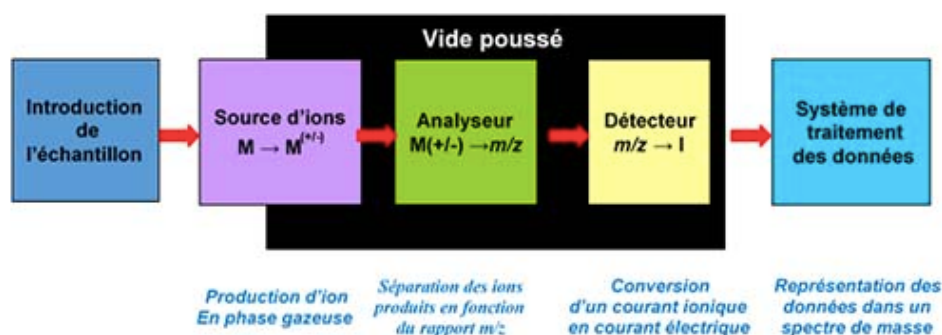 Vide poussé
Introduction
de
l'échantillon
Source d'ions
M → M(+/-)
Analyseur
M(+/-) →m/z
Détecteur
m/z → I
Système de
traitement
des données
Production d'ion
En phase gazeuse
Séparation des ions
produits en fonction
du rapport m/z
Conversion
d'un courant ionique
en courant électrique
Représentation des
données dans un
spectre de masse